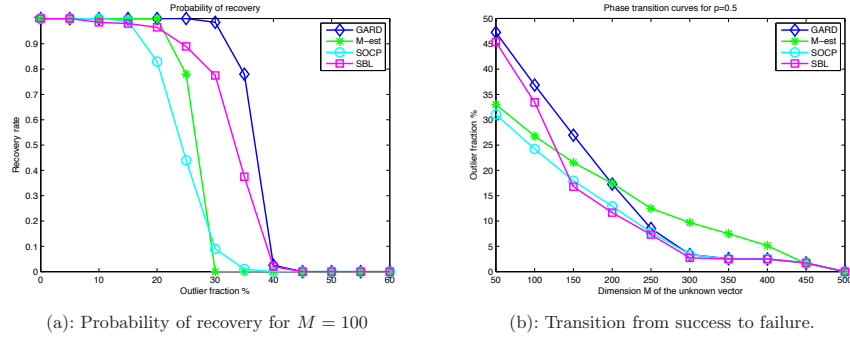 Probability of recovery
Recovery rate
0.9
0.8
0.7
0.6
0.5
0.4
0.3
0.2
0.1
0
0 10 20 30 40 50 60
Outlier fraction %
GARD
M-est
SOCP
SBL
(a): Probability of recovery for M = 100
Phase transition curves for p=0.5
Outlier fraction %
50
45
40
35
30
25
20
15
10
5
0
50 100 150 200 250 300 350 400 450 500
Dimension M of the unknown vector
GARD
M-est
SOCP
SBL
(b): Transition from success to failure.